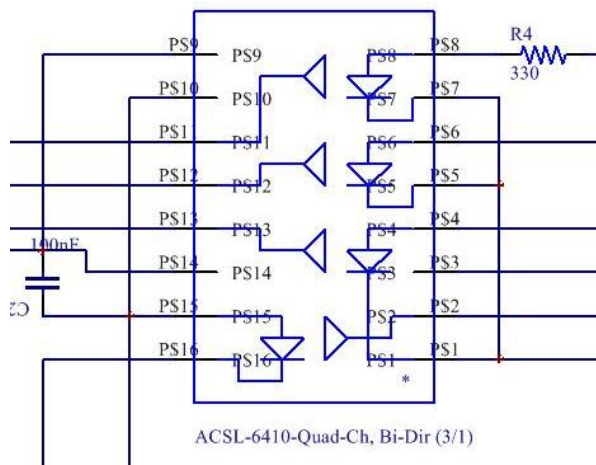 PS9 PS9 PS8 PS8 R4
330
PS10 PS10 PS7 PS7
PS11 PS11 PS6 PS6
PS12 PS12 PS5 PS5
PS13 PS13 PS4 PS4
100nF
PS14 PS14 PS3 PS3
C2
PS15 PS15 PS2 PS2
PS16 PS16 PS1 PS1
*
ACSL-6410-Quad-Ch, Bi-Dir (3/1)